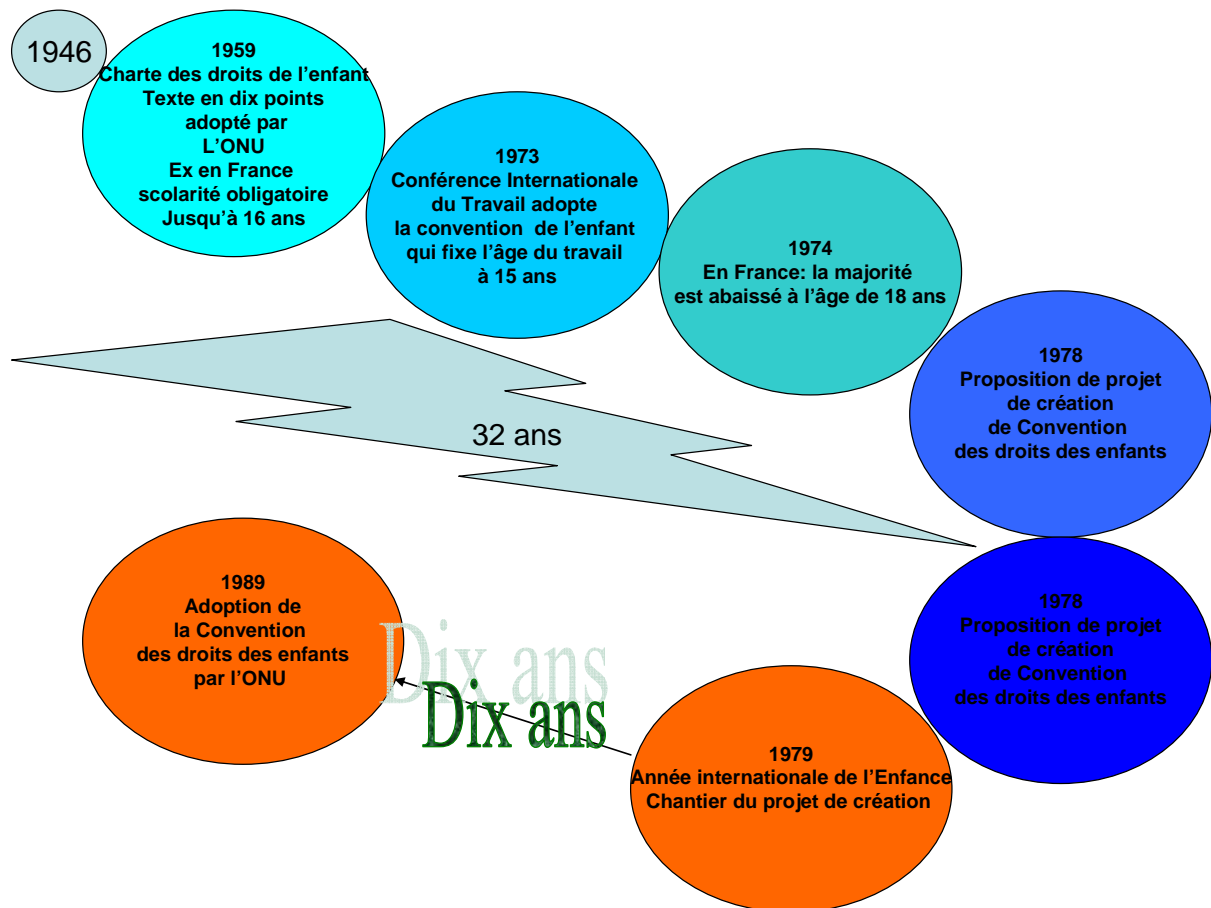 1946
1959
Charte des droits de l'enfant
Texte en dix points
adopté par
L'ONU
Ex en France
scolarité obligatoire
Jusqu'à 16 ans
1973
Conférence Internationale
du Travail adopte
la convention de l'enfant
qui fixe l'âge du travail
à 15 ans
1974
En France: la majorité
est abaissé à l'âge de 18 ans
1978
Proposition de projet
de création
de Convention
des droits des enfants
32 ans
1978
Proposition de projet
de création
de Convention
des droits des enfants
1979
Année internationale de l'Enfance
Chantier du projet de création
Dix ans
1989
Adoption de
la Convention
des droits des enfants
par l'ONU